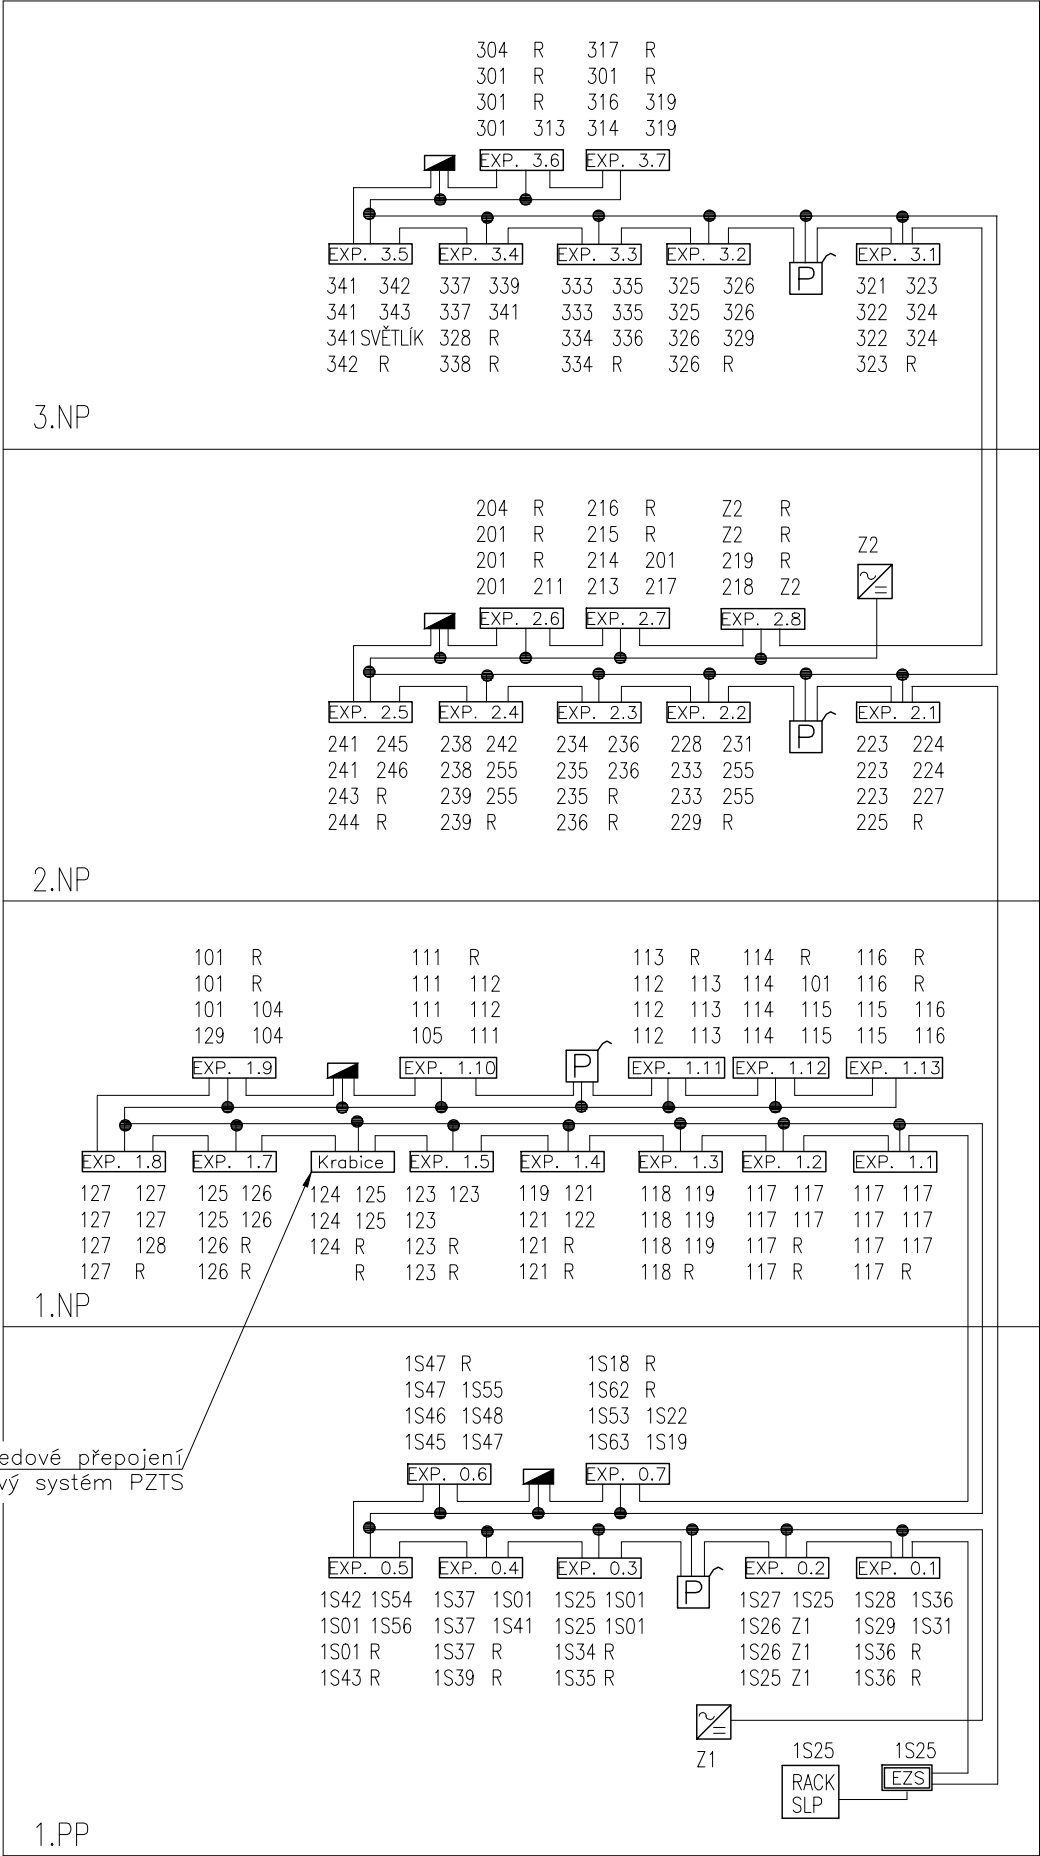 304 R 317 R
301 R 301 R
301 R 316 319
301 313 314 319
EXP. 3.6 EXP. 3.7
EXP. 3.5 EXP. 3.4 EXP. 3.3 EXP. 3.2 P EXP. 3.1
341 342 337 339 333 335 325 326 321 323
341 343 337 341 333 335 325 326 322 324
341 SVĚTLÍK 328 R 334 336 326 329 322 324
342 R 338 R 334 R 326 R 323 R
3.NP
204 R 216 R Z2 R
201 R 215 R Z2 R
201 R 214 201 219 R Z2
201 211 213 217 218 Z2
EXP. 2.6 EXP. 2.7 EXP. 2.8
EXP. 2.5 EXP. 2.4 EXP. 2.3 EXP. 2.2 P EXP. 2.1
241 245 238 242 234 236 228 231 223 224
241 246 238 255 235 236 233 255 223 224
243 R 239 255 235 R 233 255 223 227
244 R 239 R 236 R 229 R 225 R
2.NP
101 R 111 R 113 R 114 R 116 R
101 R 111 112 112 113 114 101 116 R
101 104 111 112 112 113 114 115 115 116
129 104 105 111 112 113 114 115 115 116
EXP. 1.9 EXP. 1.10 P EXP. 1.11 EXP. 1.12 EXP. 1.13
EXP. 1.8 EXP. 1.7 Krabice EXP. 1.5 EXP. 1.4 EXP. 1.3 EXP. 1.2 EXP. 1.1
127 127 125 126 124 125 123 123 119 121 118 119 117 117 117 117
127 127 125 126 124 125 123 121 122 118 119 117 117 117 117
127 128 126 R 124 R 123 R 121 R 118 119 117 R 117 117
127 R 126 R R 123 R 121 R 118 R 117 R 117 R
1.NP
1S47 R 1S18 R
1S47 1S55 1S62 R
1S46 1S48 1S53 1S22
1S45 1S47 1S63 1S19
edové přepojení
vý systém PZTS
EXP. 0.6 EXP. 0.7
EXP. 0.5 EXP. 0.4 EXP. 0.3 P EXP. 0.2 EXP. 0.1
1S42 1S54 1S37 1S01 1S25 1S01 1S27 1S25 1S28 1S36
1S01 1S56 1S37 1S41 1S25 1S01 1S26 Z1 1S29 1S31
1S01 R 1S37 R 1S34 R 1S26 Z1 1S36 R
1S43 R 1S39 R 1S35 R 1S25 Z1 1S36 R
Z1 1S25 1S25
RACK EZS
SLP
1.PP